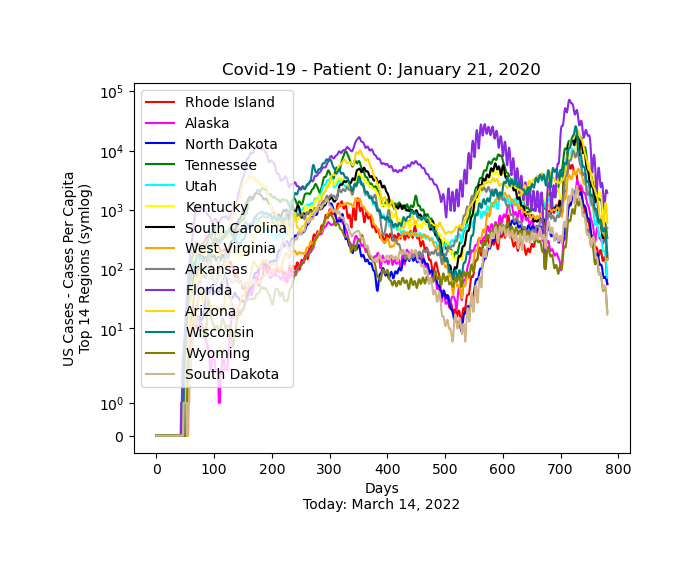 Covid-19 - Patient 0: January 21, 2020
US Cases - Cases Per Capita
Top 14 Regions (symlog)
10^5
10^4
10^3
10^2
10^1
10^0
0
Rhode Island
Alaska
North Dakota
Tennessee
Utah
Kentucky
South Carolina
West Virginia
Arkansas
Florida
Arizona
Wisconsin
Wyoming
South Dakota
0 100 200 300 400 500 600 700 800
Days
Today: March 14, 2022